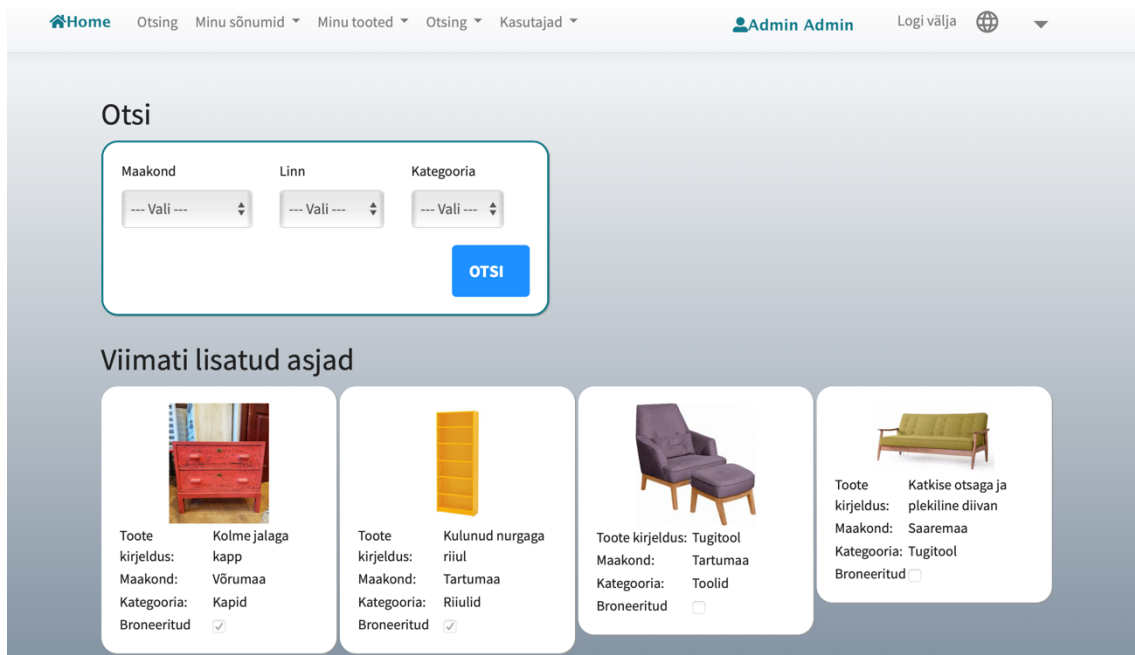 Home Otsing Minu sõnumid Minu tooted Otsing Kasutajad Admin Admin Logi välja
Otsi
Maakond Linn Kategooria
--- Vali --- --- Vali --- --- Vali ---
OTSI
Viimati lisatud asjad
Toote kirjeldus: Kolme jalaga kapp
Maakond: Võrumaa
Kategooria: Kapid
Broneeritud
Toote kirjeldus: Kulunud nurgaga riiul
Maakond: Tartumaa
Kategooria: Riiulid
Broneeritud
Toote kirjeldus: Tugitool
Maakond: Tartumaa
Kategooria: Toolid
Broneeritud
Toote kirjeldus: Katkise otsaga ja plekiline diivan
Maakond: Saaremaa
Kategooria: Tugitool
Broneeritud